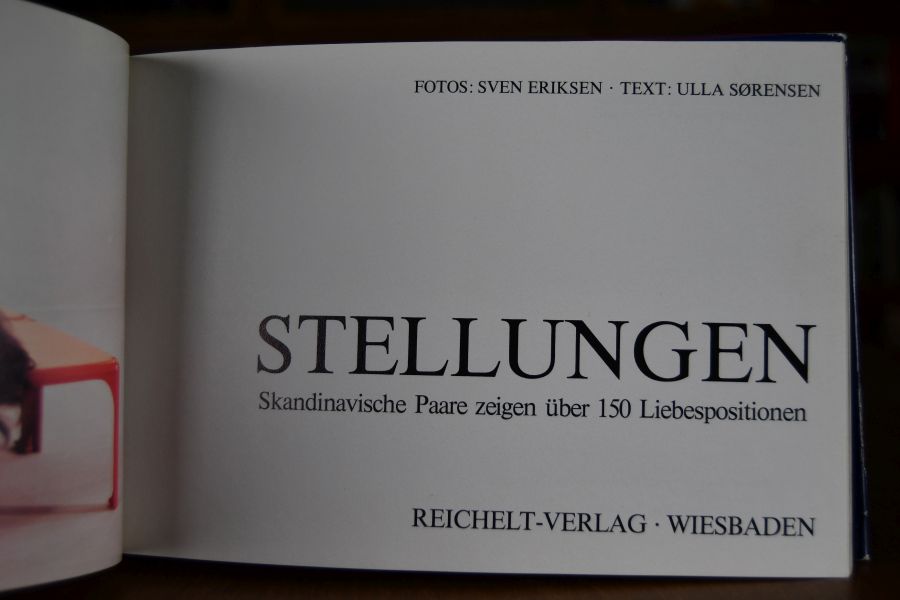 FOTOS: SVEN ERIKSEN · TEXT: ULLA SØRENSEN
STELLUNGEN
Skandinavische Paare zeigen über 150 Liebespositionen
REICHELT-VERLAG · WIESBADEN